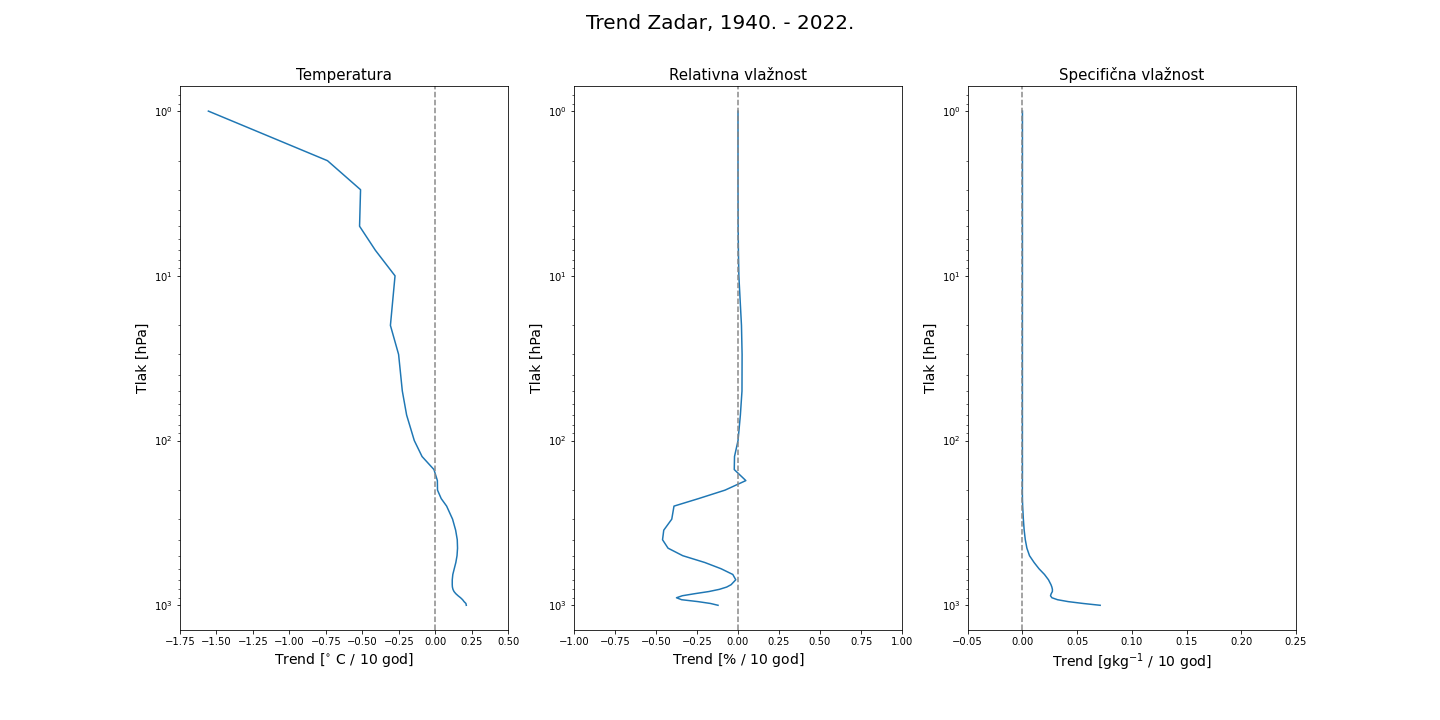 Trend Zadar, 1940. - 2022.
Temperatura
10⁰
10¹
10²
10³
Tlak [hPa]
−1.75 −1.50 −1.25 −1.00 −0.75 −0.50 −0.25 0.00 0.25 0.50
Trend [° C / 10 god]
Relativna vlažnost
10⁰
10¹
10²
10³
Tlak [hPa]
−1.00 −0.75 −0.50 −0.25 0.00 0.25 0.50 0.75 1.00
Trend [% / 10 god]
Specifična vlažnost
10⁰
10¹
10²
10³
Tlak [hPa]
−0.05 0.00 0.05 0.10 0.15 0.20 0.25
Trend [gkg⁻¹ / 10 god]